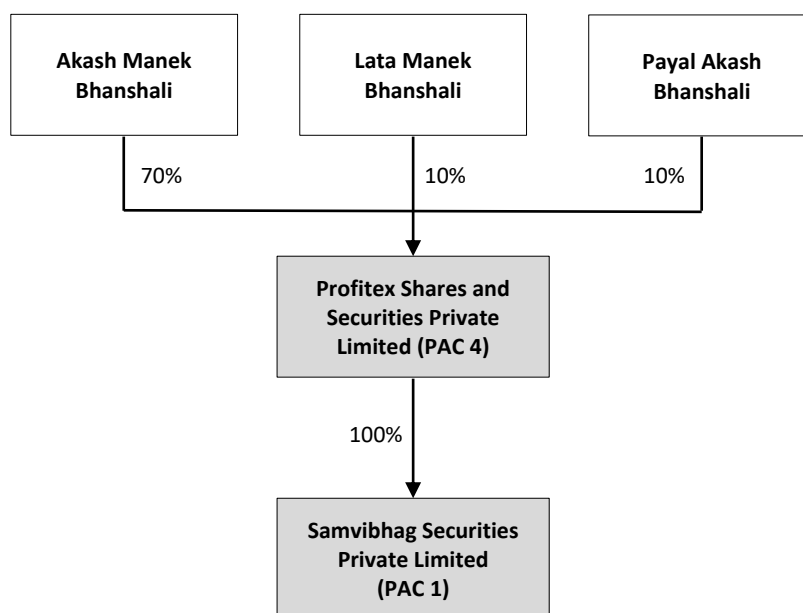 Akash Manek
Bhanshali
Lata Manek
Bhanshali
Payal Akash
Bhanshali
70%
10%
10%
Profitex Shares and
Securities Private
Limited (PAC 4)
100%
Samvibhag Securities
Private Limited
(PAC 1)